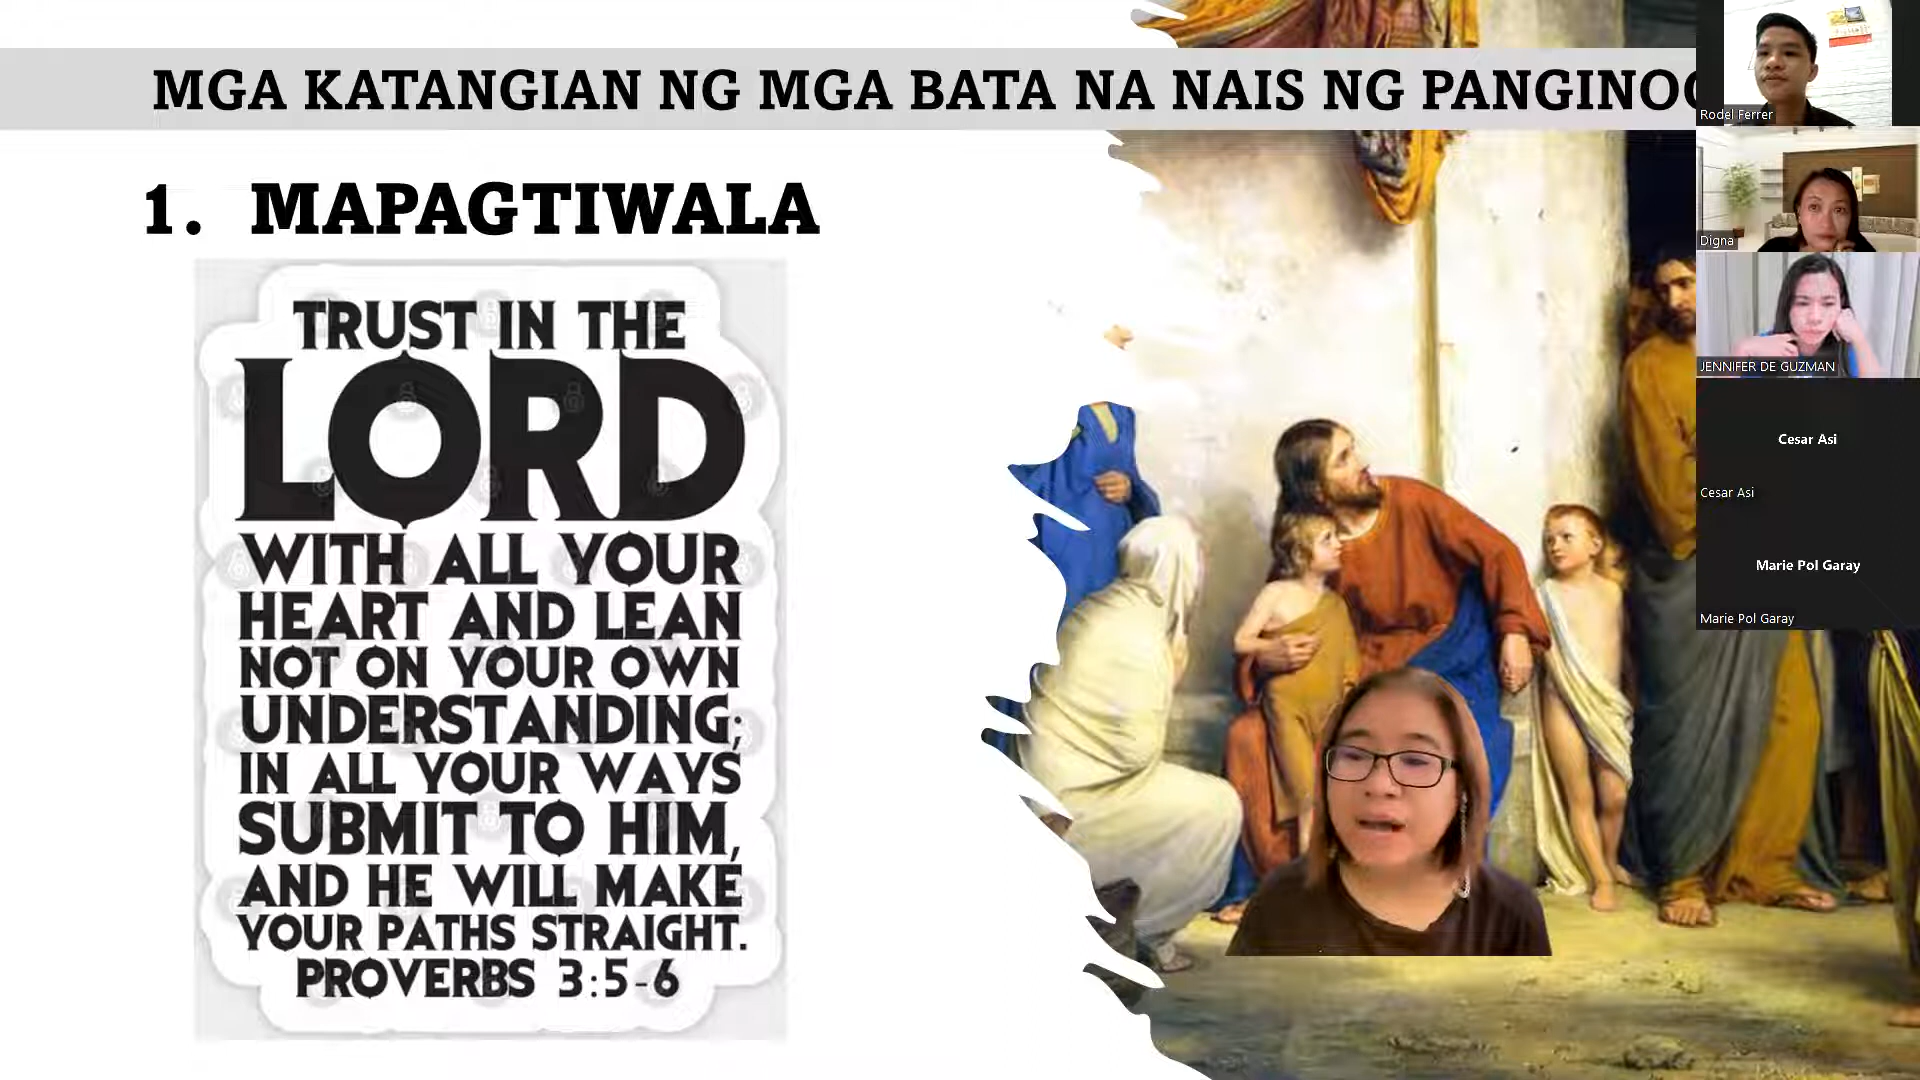 MGA KATANGIAN NG MGA BATA NA NAIS NG
1. MAPAGTIWALA
TRUST IN THE
LORD
WITH ALL YOUR
HEART AND LEAN
NOT ON YOUR OWN
UNDERSTANDING;
IN ALL YOUR WAYS
SUBMIT TO HIM,
AND HE WILL MAKE
YOUR PATHS STRAIGHT.
PROVERBS 3:5-6
Rodel Ferrer
Digna
JENNIFER DE GUZMAN
Cesar Asi
Cesar Asi
Marie Pol Garay
Marie Pol Garay